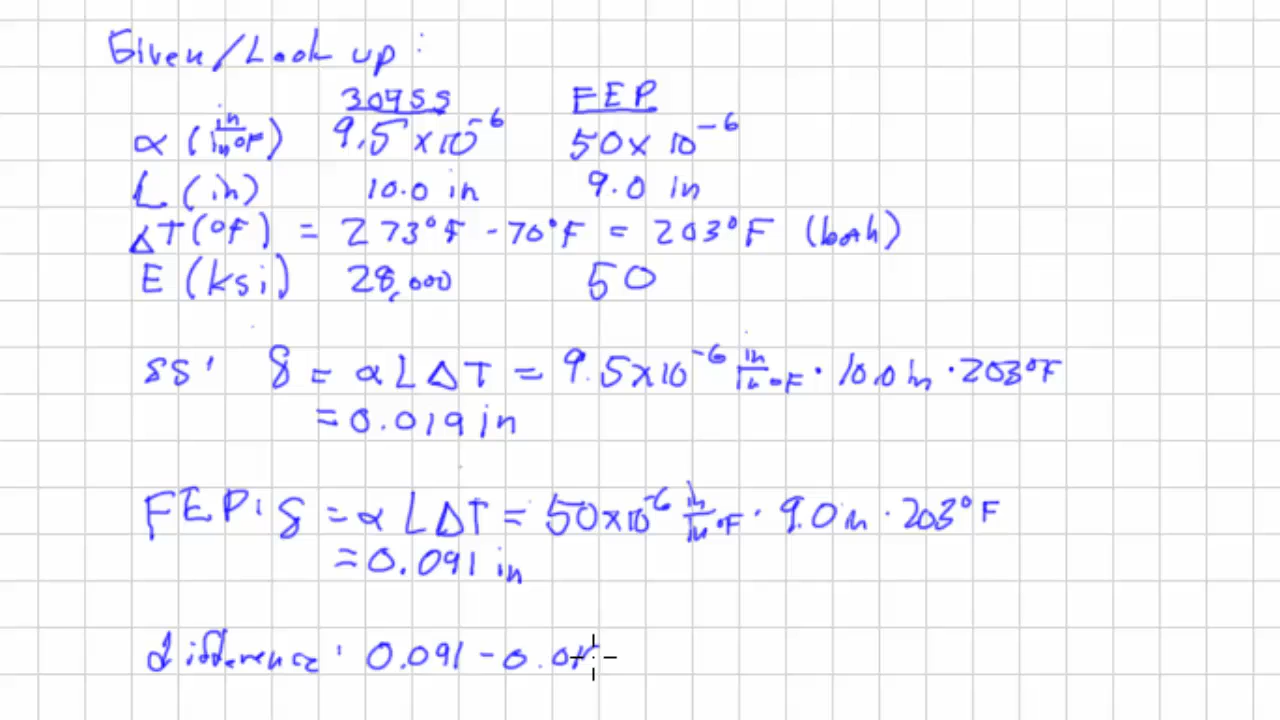 Given/Look up:
304SS FEP
α (in/in°F) 9.5 x 10⁻⁶ 50 x 10⁻⁶
L (in) 10.0 in 9.0 in
ΔT(°F) = 273°F - 70°F = 203°F (both)
E (ksi) 28,000 50
SS: δ = α L Δ T = 9.5 x 10⁻⁶ in/in°F · 10.0 in · 203°F
= 0.019 in
FEP: δ = α L Δ T = 50 x 10⁻⁶ in/in°F · 9.0 in · 203°F
= 0.091 in
difference: 0.091 - 0.01